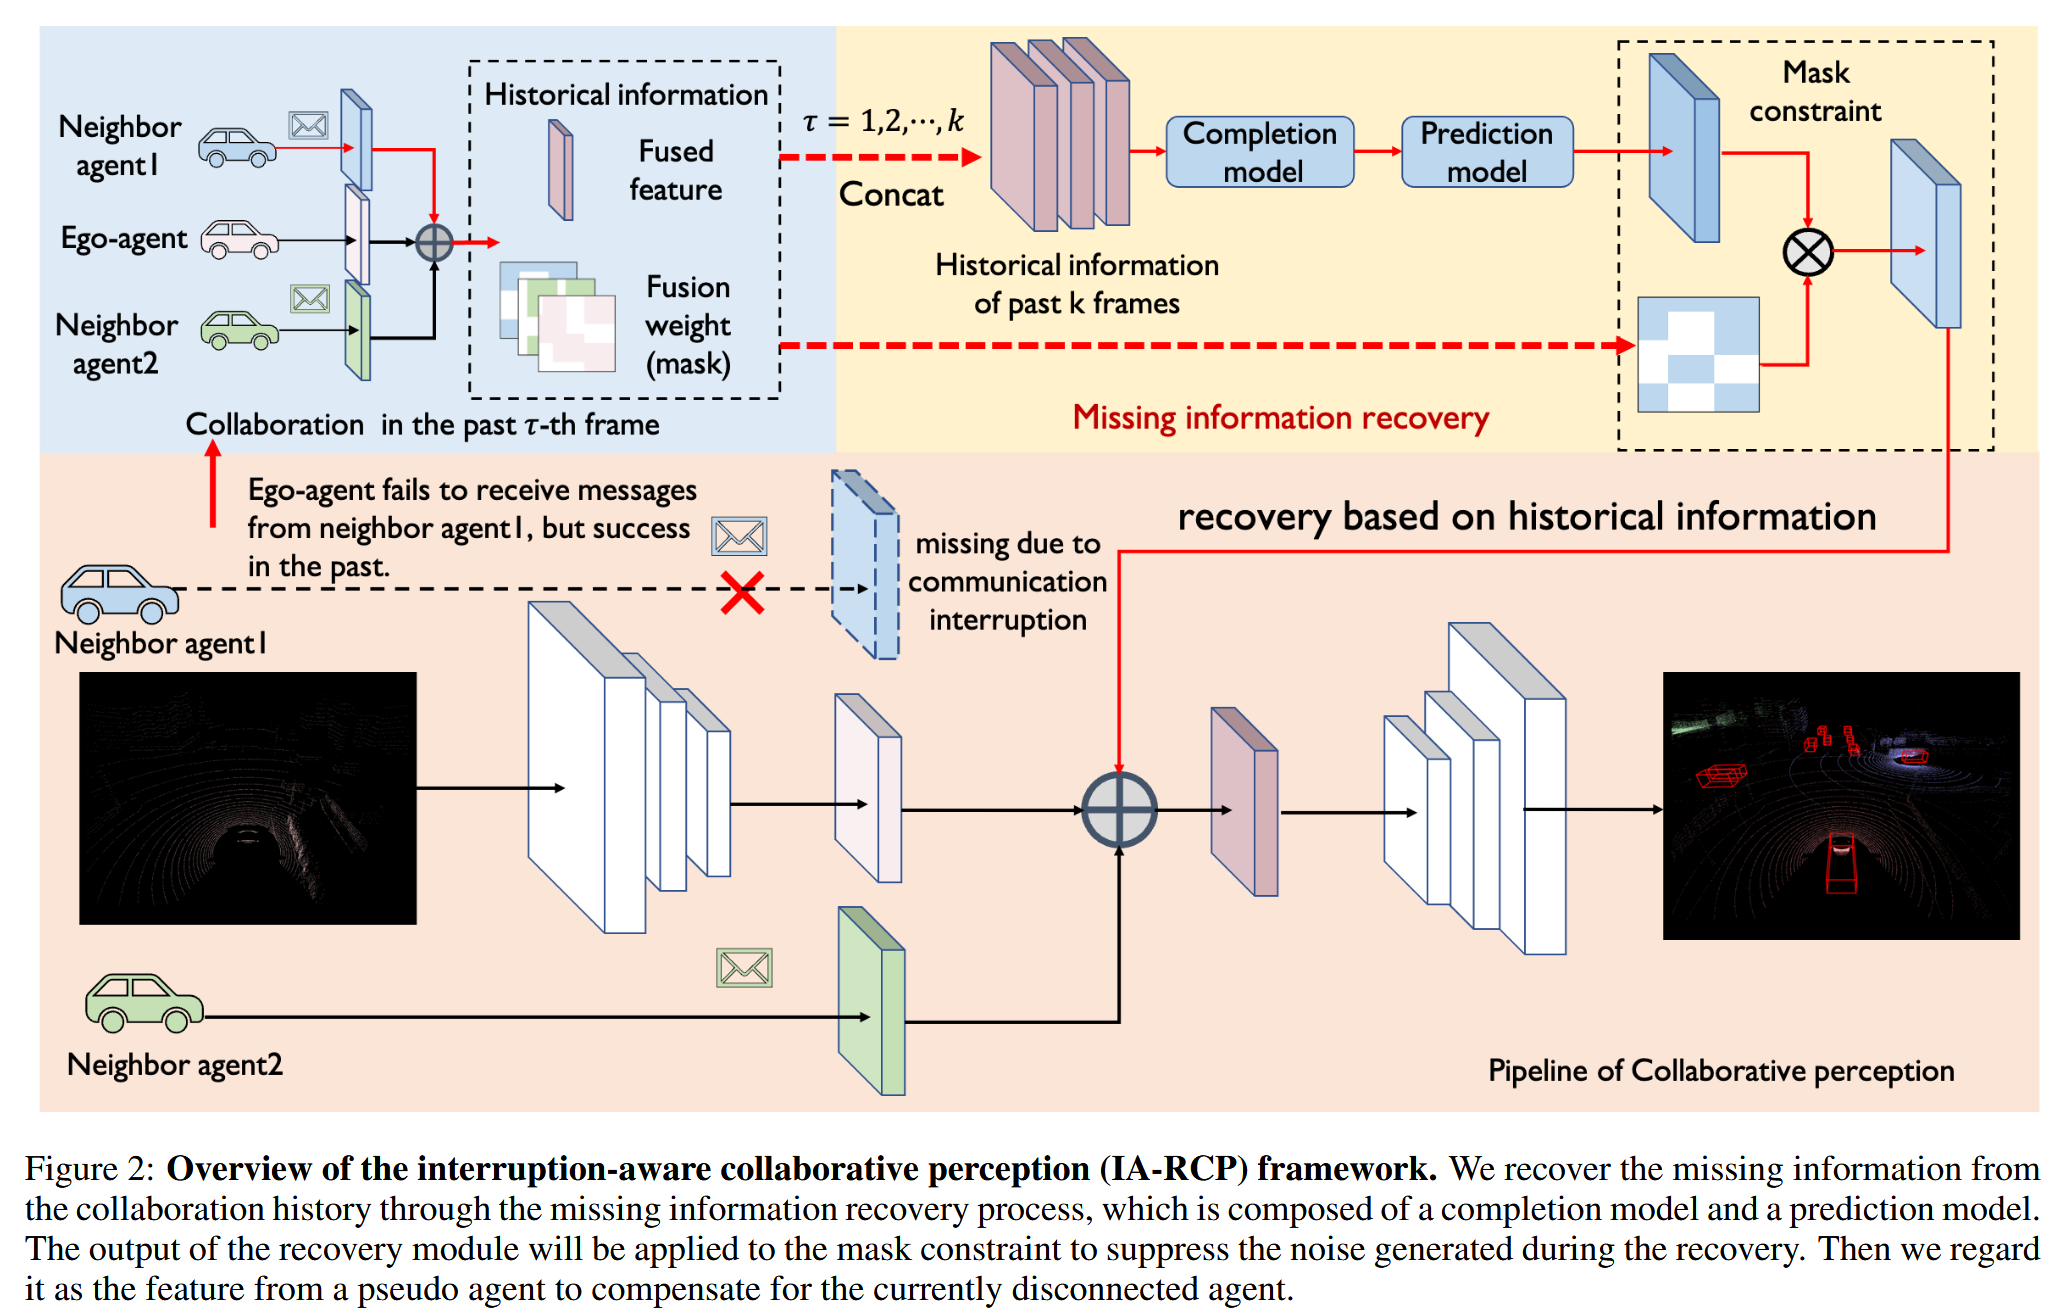 Neighbor
agent1
Ego-agent
Neighbor
agent2
Historical information
Fused
feature
Fusion
weight
(mask)
Collaboration in the past τ-th frame
τ = 1,2,⋯,k
Concat
Historical information
of past k frames
Completion
model
Prediction
model
Mask
constraint
Missing information recovery
Ego-agent fails to receive messages
from neighbor agent1, but success
in the past.
Neighbor agent1
missing due to
communication
interruption
recovery based on historical information
Neighbor agent2
Pipeline of Collaborative perception
Figure 2: Overview of the interruption-aware collaborative perception (IA-RCP) framework. We recover the missing information from
the collaboration history through the missing information recovery process, which is composed of a completion model and a prediction model.
The output of the recovery module will be applied to the mask constraint to suppress the noise generated during the recovery. Then we regard
it as the feature from a pseudo agent to compensate for the currently disconnected agent.